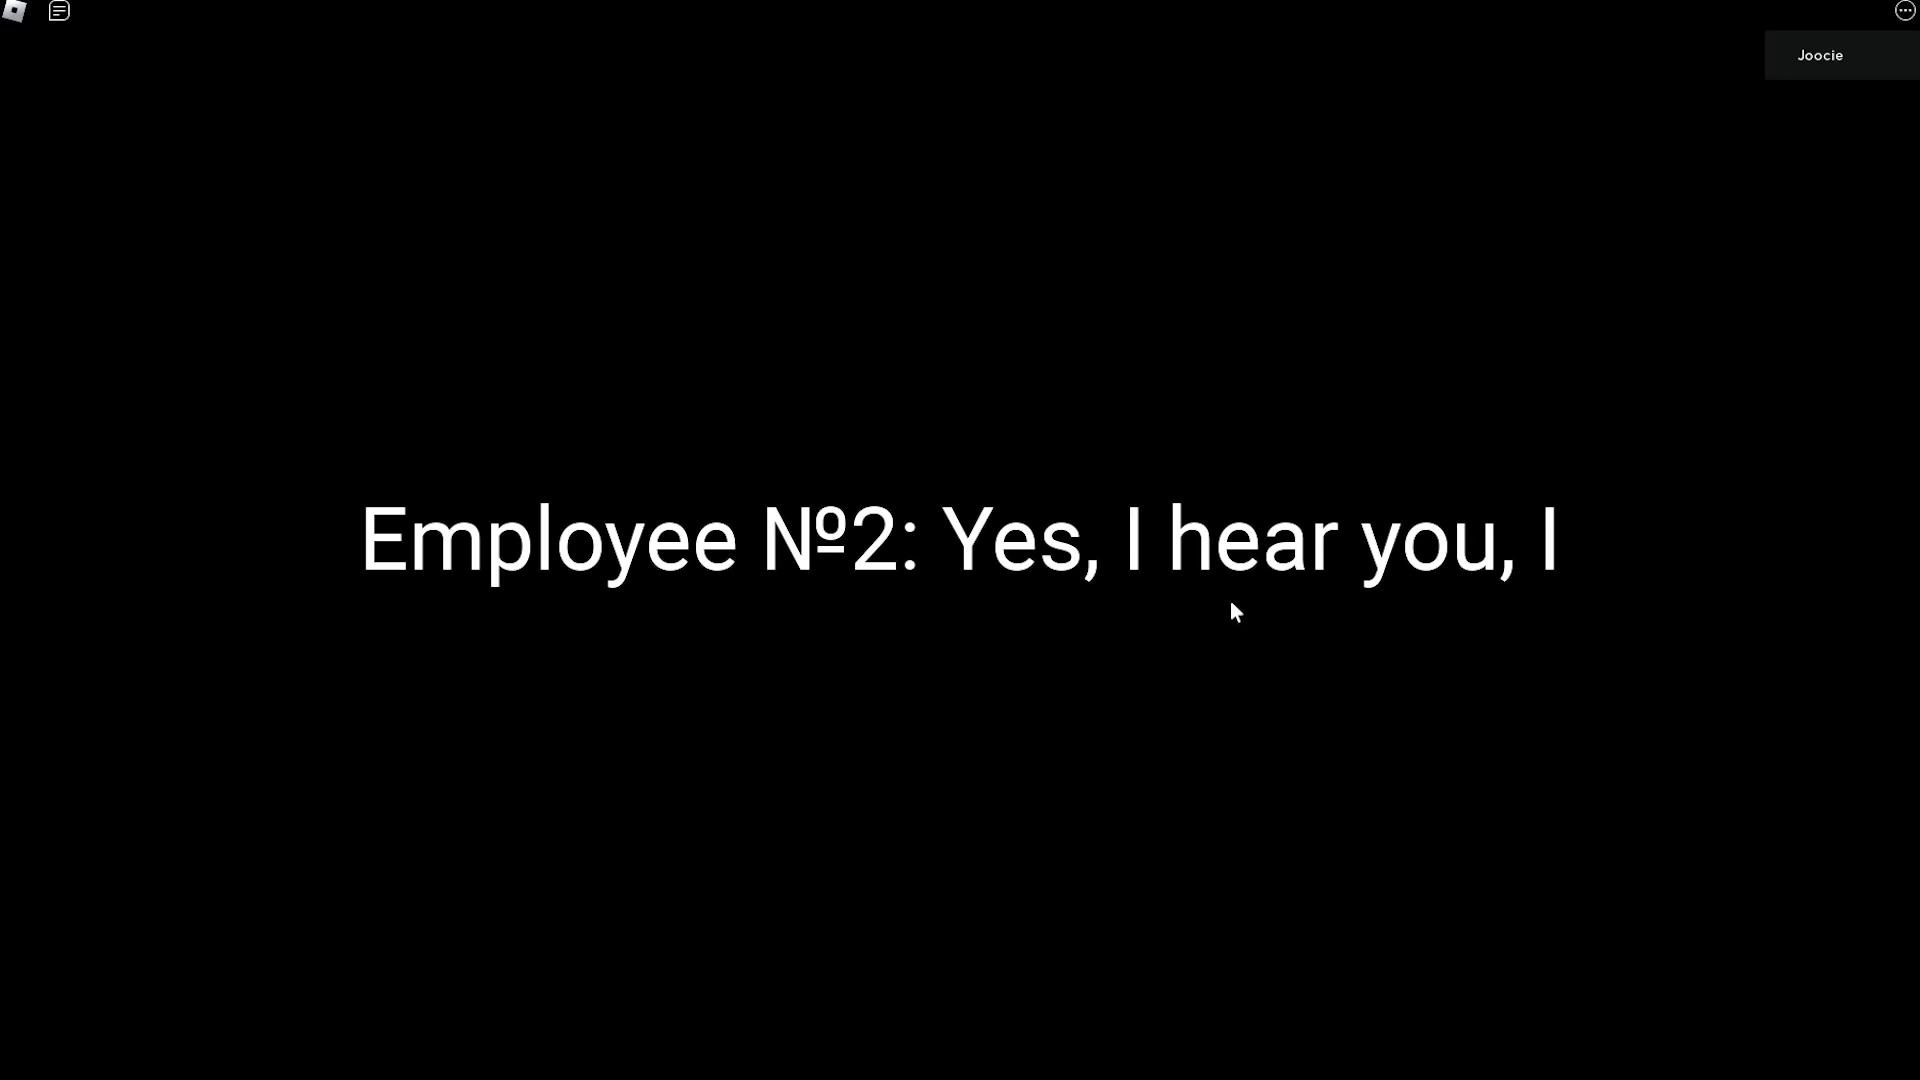 Joocie
Employee №2: Yes, I hear you, I